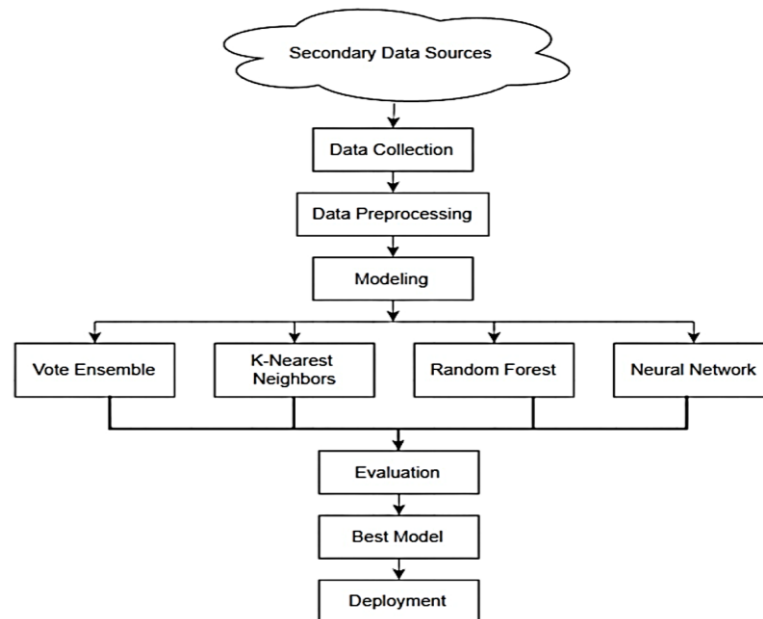 Secondary Data Sources
Data Collection
Data Preprocessing
Modeling
Vote Ensemble
K-Nearest
Neighbors
Random Forest
Neural Network
Evaluation
Best Model
Deployment